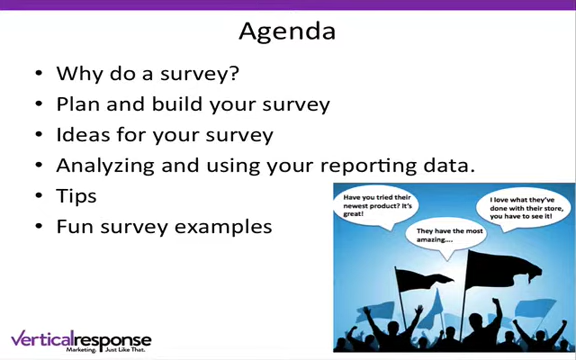 Agenda
• Why do a survey?
• Plan and build your survey
• Ideas for your survey
• Analyzing and using your reporting data.
• Tips
• Fun survey examples
Have you tried their
newest product? It's
great!
I love what they've
done with their store,
you have to see it!
They have the most
amazing....
verticalresponse
Marketing. Just Like That.